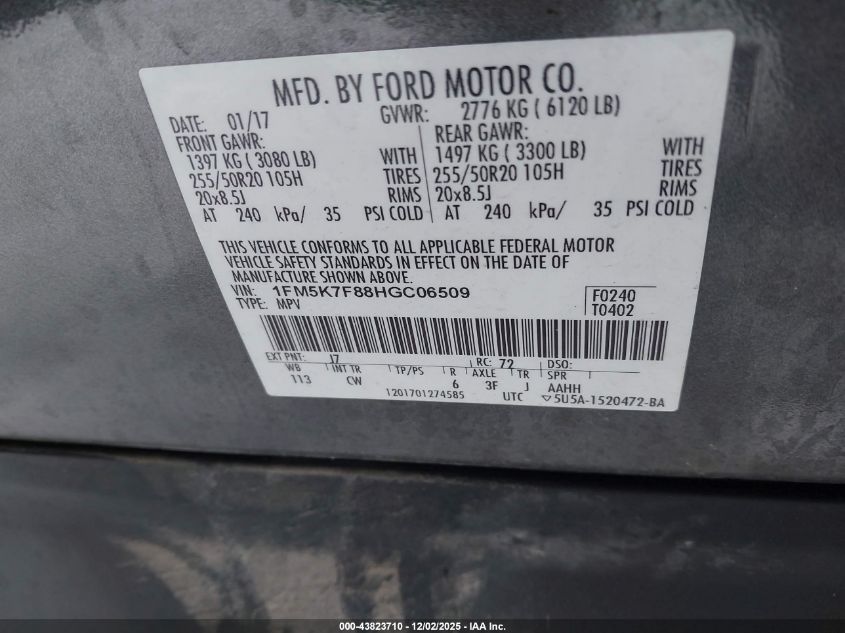 MFD. BY FORD MOTOR CO.
DATE: 01/17 GVWR: 2776 KG ( 6120 LB)
FRONT GAWR: REAR GAWR:
1397 KG ( 3080 LB) WITH 1497 KG ( 3300 LB) WITH
255/50R20 105H TIRES 255/50R20 105H TIRES
20x8.5J RIMS 20x8.5J RIMS
AT 240 kPa/ 35 PSI COLD AT 240 kPa/ 35 PSI COLD
THIS VEHICLE CONFORMS TO ALL APPLICABLE FEDERAL MOTOR
VEHICLE SAFETY STANDARDS IN EFFECT ON THE DATE OF
MANUFACTURE SHOWN ABOVE.
VIN: 1FM5K7F88HGC06509 F0240
TYPE: MPV T0402
EXT PNT: J7 RC: 72 DSO:
WB INT TR TP/PS R AXLE TR SPR
113 CW 6 3F J AAHH
1201701274585 UTC ▽5U5A-1520472-BA
000-43823710 - 12/02/2025 - IAA Inc.